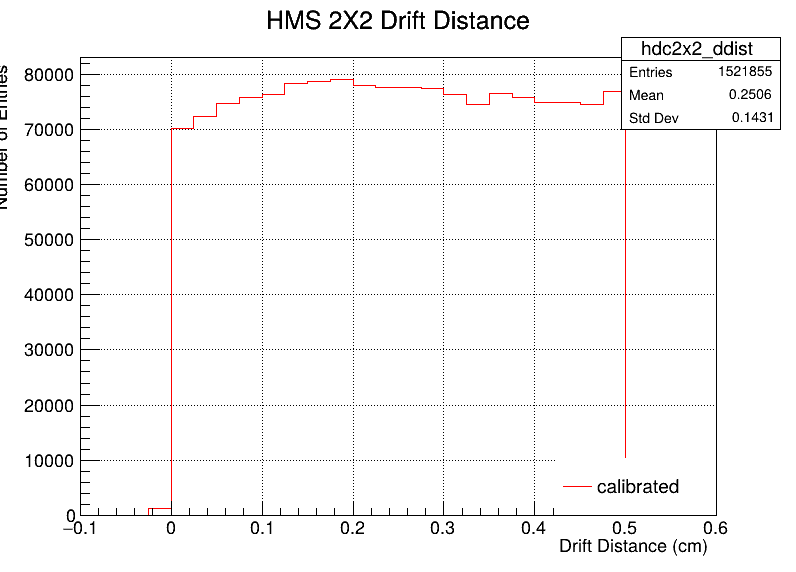 HMS 2X2 Drift Distance
hdc2x2_ddist
Entries 1521855
Mean 0.2506
Std Dev 0.1431
Number of Entries
80000
70000
60000
50000
40000
30000
20000
10000
0
−0.1 0 0.1 0.2 0.3 0.4 0.5 0.6
calibrated
Drift Distance (cm)